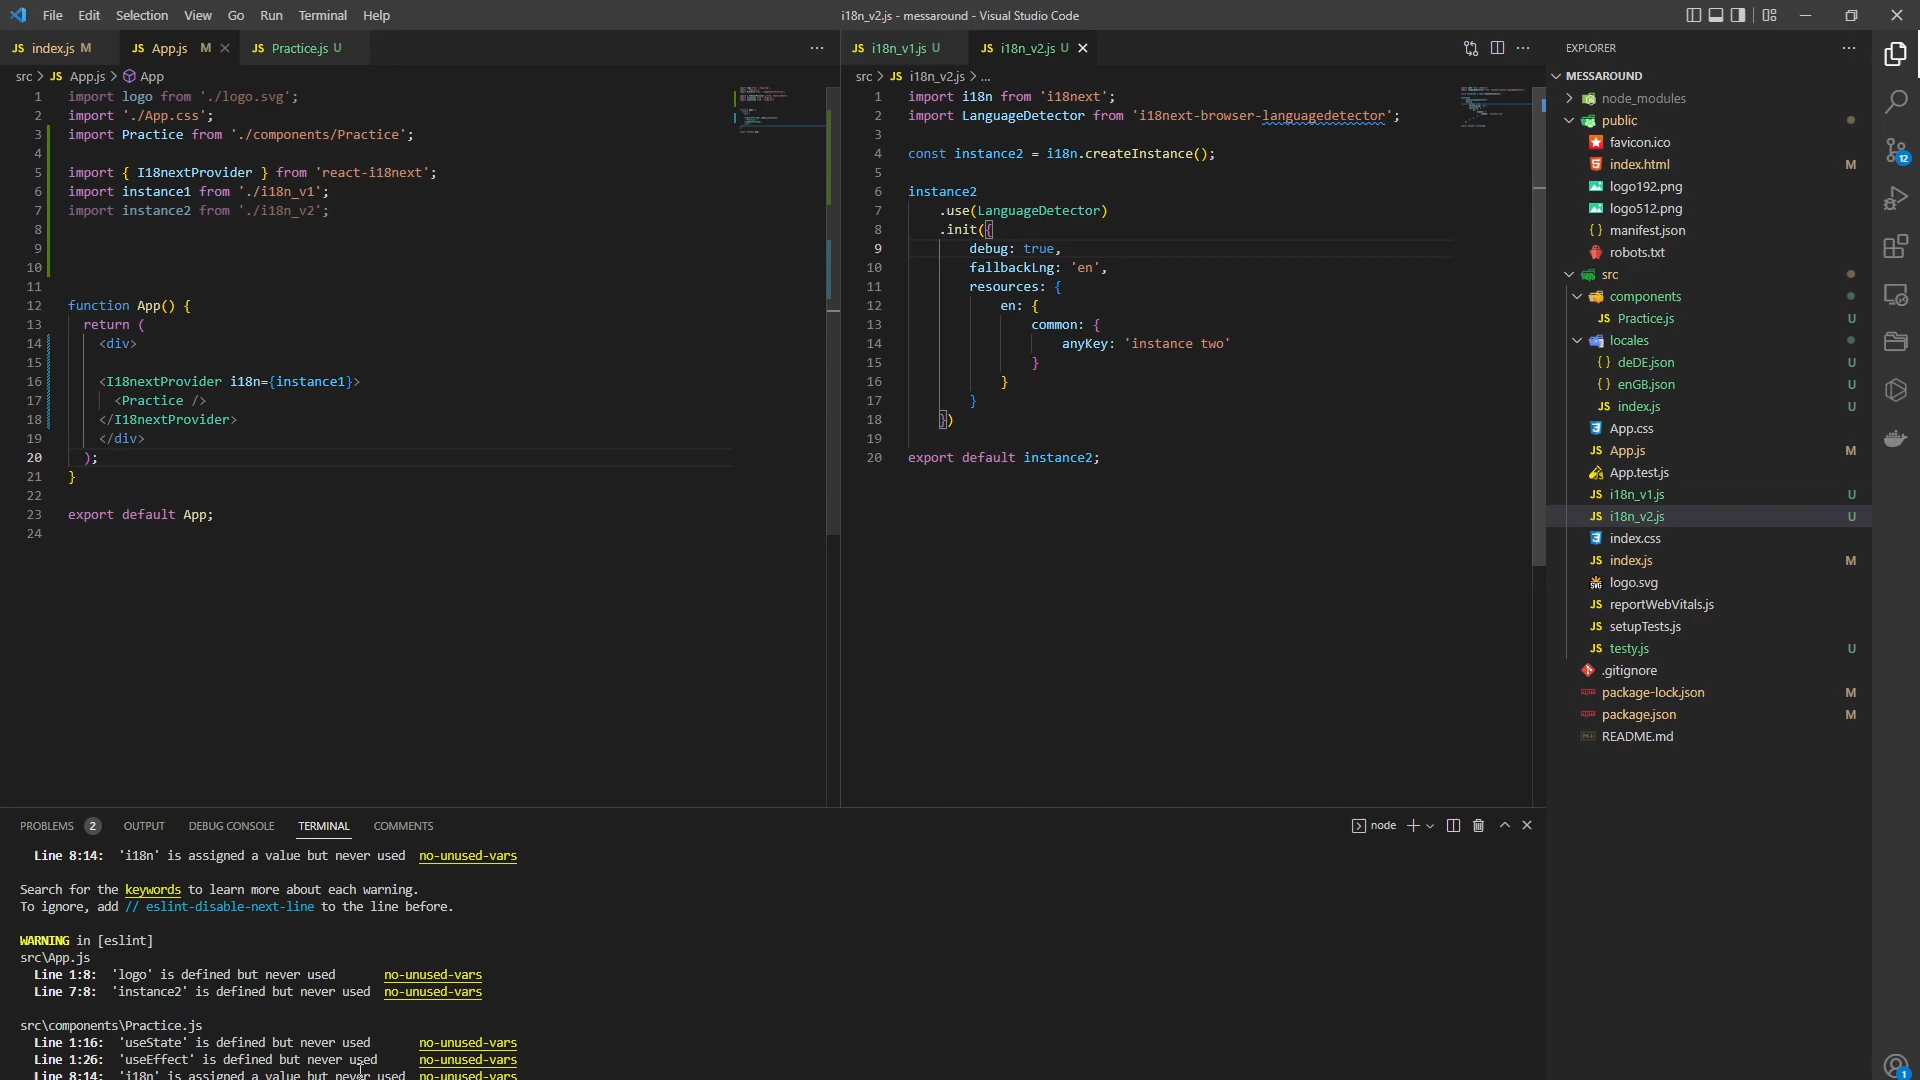 File Edit Selection View Go Run Terminal Help
i18n_v2.js - messaround - Visual Studio Code
JS index.js M
JS App.js M
JS Practice.js U
src > JS App.js > App
1 import logo from './logo.svg';
2 import './App.css';
3 import Practice from './components/Practice';
4
5 import { I18nextProvider } from 'react-i18next';
6 import instance1 from './i18n_v1';
7 import instance2 from './i18n_v2';
8
9
10
11
12 function App() {
13 return (
14 <div>
15
16 <I18nextProvider i18n={instance1}>
17 <Practice />
18 </I18nextProvider>
19 </div>
20 );
21 }
22
23 export default App;
24
JS i18n_v1.js U
JS i18n_v2.js U
src > JS i18n_v2.js > ...
1 import i18n from 'i18next';
2 import LanguageDetector from 'i18next-browser-languagedetector';
3
4 const instance2 = i18n.createInstance();
5
6 instance2
7 .use(LanguageDetector)
8 .init({
9 debug: true,
10 fallbackLng: 'en',
11 resources: {
12 en: {
13 common: {
14 anyKey: 'instance two'
15 }
16 }
17 }
18 })
19
20 export default instance2;
EXPLORER
MESSAROUND
node_modules
public
favicon.ico
index.html M
logo192.png
logo512.png
{ } manifest.json
robots.txt
src
components
JS Practice.js U
locales
{ } deDE.json U
{ } enGB.json U
JS index.js U
App.css
JS App.js M
App.test.js
JS i18n_v1.js U
JS i18n_v2.js U
index.css
JS index.js M
logo.svg
JS reportWebVitals.js
JS setupTests.js
JS testy.js U
.gitignore
package-lock.json M
package.json M
README.md
12
1
PROBLEMS 2 OUTPUT DEBUG CONSOLE TERMINAL COMMENTS
node
Line 8:14: 'i18n' is assigned a value but never used no-unused-vars
Search for the keywords to learn more about each warning.
To ignore, add // eslint-disable-next-line to the line before.
WARNING in [eslint]
src\App.js
Line 1:8: 'logo' is defined but never used no-unused-vars
Line 7:8: 'instance2' is defined but never used no-unused-vars
src\components\Practice.js
Line 1:16: 'useState' is defined but never used no-unused-vars
Line 1:26: 'useEffect' is defined but never used no-unused-vars
Line 8:14: 'i18n' is assigned a value but never used no-unused-vars